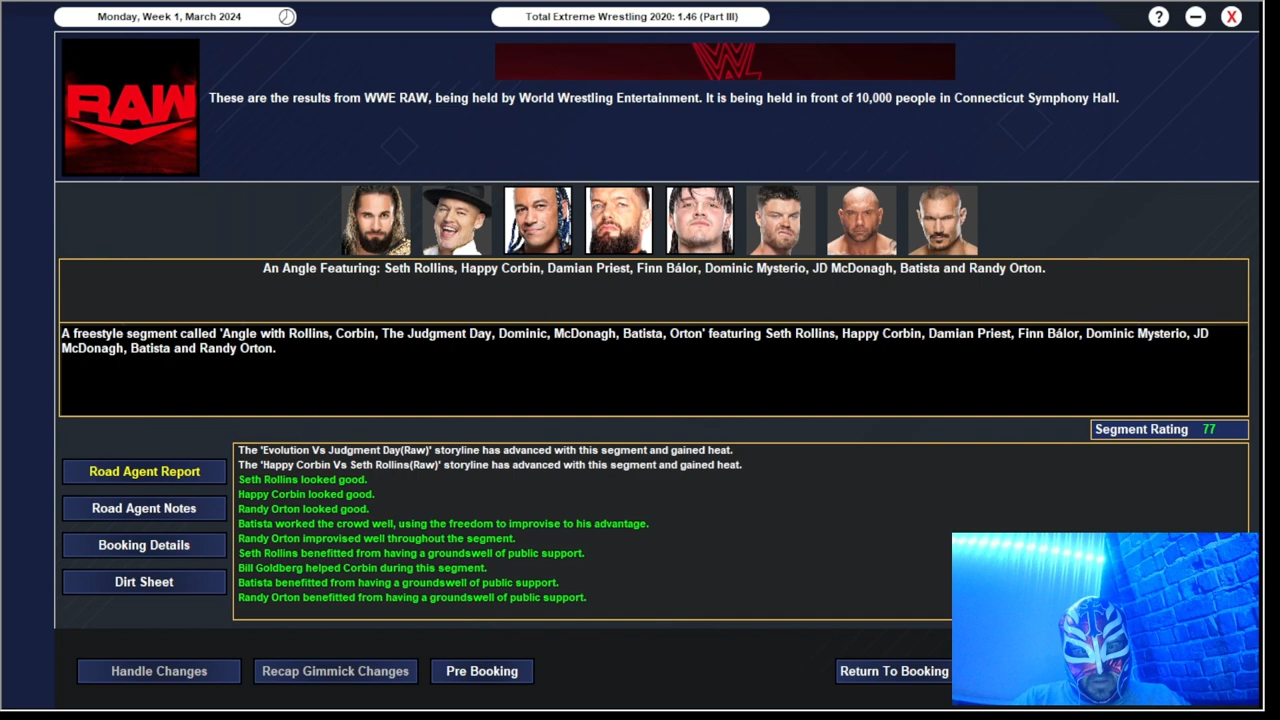 Monday, Week 1, March 2024
Total Extreme Wrestling 2020: 1.46 (Part III)
?
X
RAW
W
These are the results from WWE RAW, being held by World Wrestling Entertainment. It is being held in front of 10,000 people in Connecticut Symphony Hall.
An Angle Featuring: Seth Rollins, Happy Corbin, Damian Priest, Finn Bálor, Dominic Mysterio, JD McDonagh, Batista and Randy Orton.
A freestyle segment called 'Angle with Rollins, Corbin, The Judgment Day, Dominic, McDonagh, Batista, Orton' featuring Seth Rollins, Happy Corbin, Damian Priest, Finn Bálor, Dominic Mysterio, JD
McDonagh, Batista and Randy Orton.
Segment Rating 77
Road Agent Report
Road Agent Notes
Booking Details
Dirt Sheet
The 'Evolution Vs Judgment Day(Raw)' storyline has advanced with this segment and gained heat.
The 'Happy Corbin Vs Seth Rollins(Raw)' storyline has advanced with this segment and gained heat.
Seth Rollins looked good.
Happy Corbin looked good.
Randy Orton looked good.
Batista worked the crowd well, using the freedom to improvise to his advantage.
Randy Orton improvised well throughout the segment.
Seth Rollins benefitted from having a groundswell of public support.
Bill Goldberg helped Corbin during this segment.
Batista benefitted from having a groundswell of public support.
Randy Orton benefitted from having a groundswell of public support.
Handle Changes
Recap Gimmick Changes
Pre Booking
Return To Booking